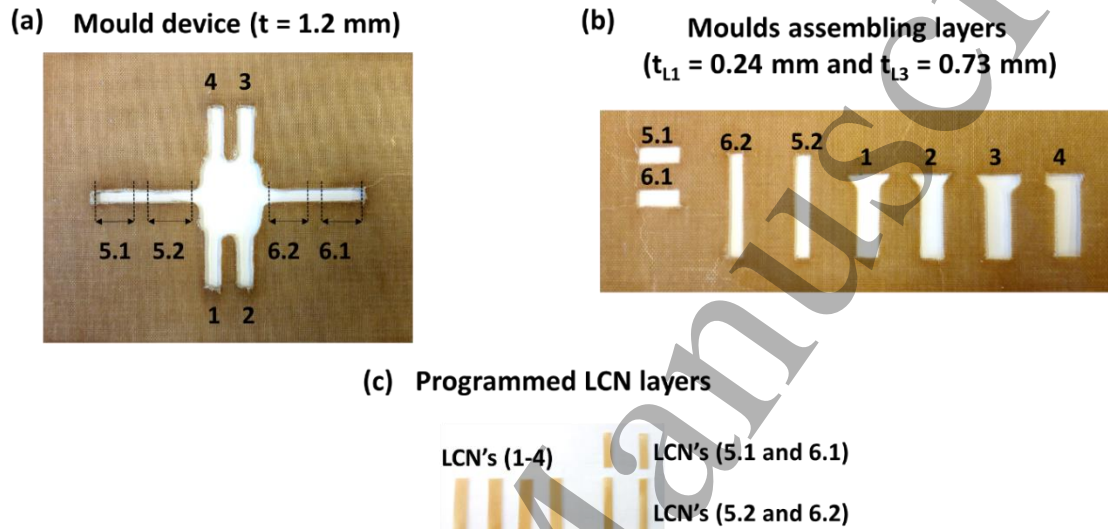 (a) Mould device (t = 1.2 mm)
4 3
5.1 5.2 6.2 6.1
1 2
(b) Moulds assembling layers
(tL1 = 0.24 mm and tL3 = 0.73 mm)
5.1
6.1
6.2 5.2 1 2 3 4
(c) Programmed LCN layers
LCN's (1-4)
LCN's (5.1 and 6.1)
LCN's (5.2 and 6.2)
Manuscript